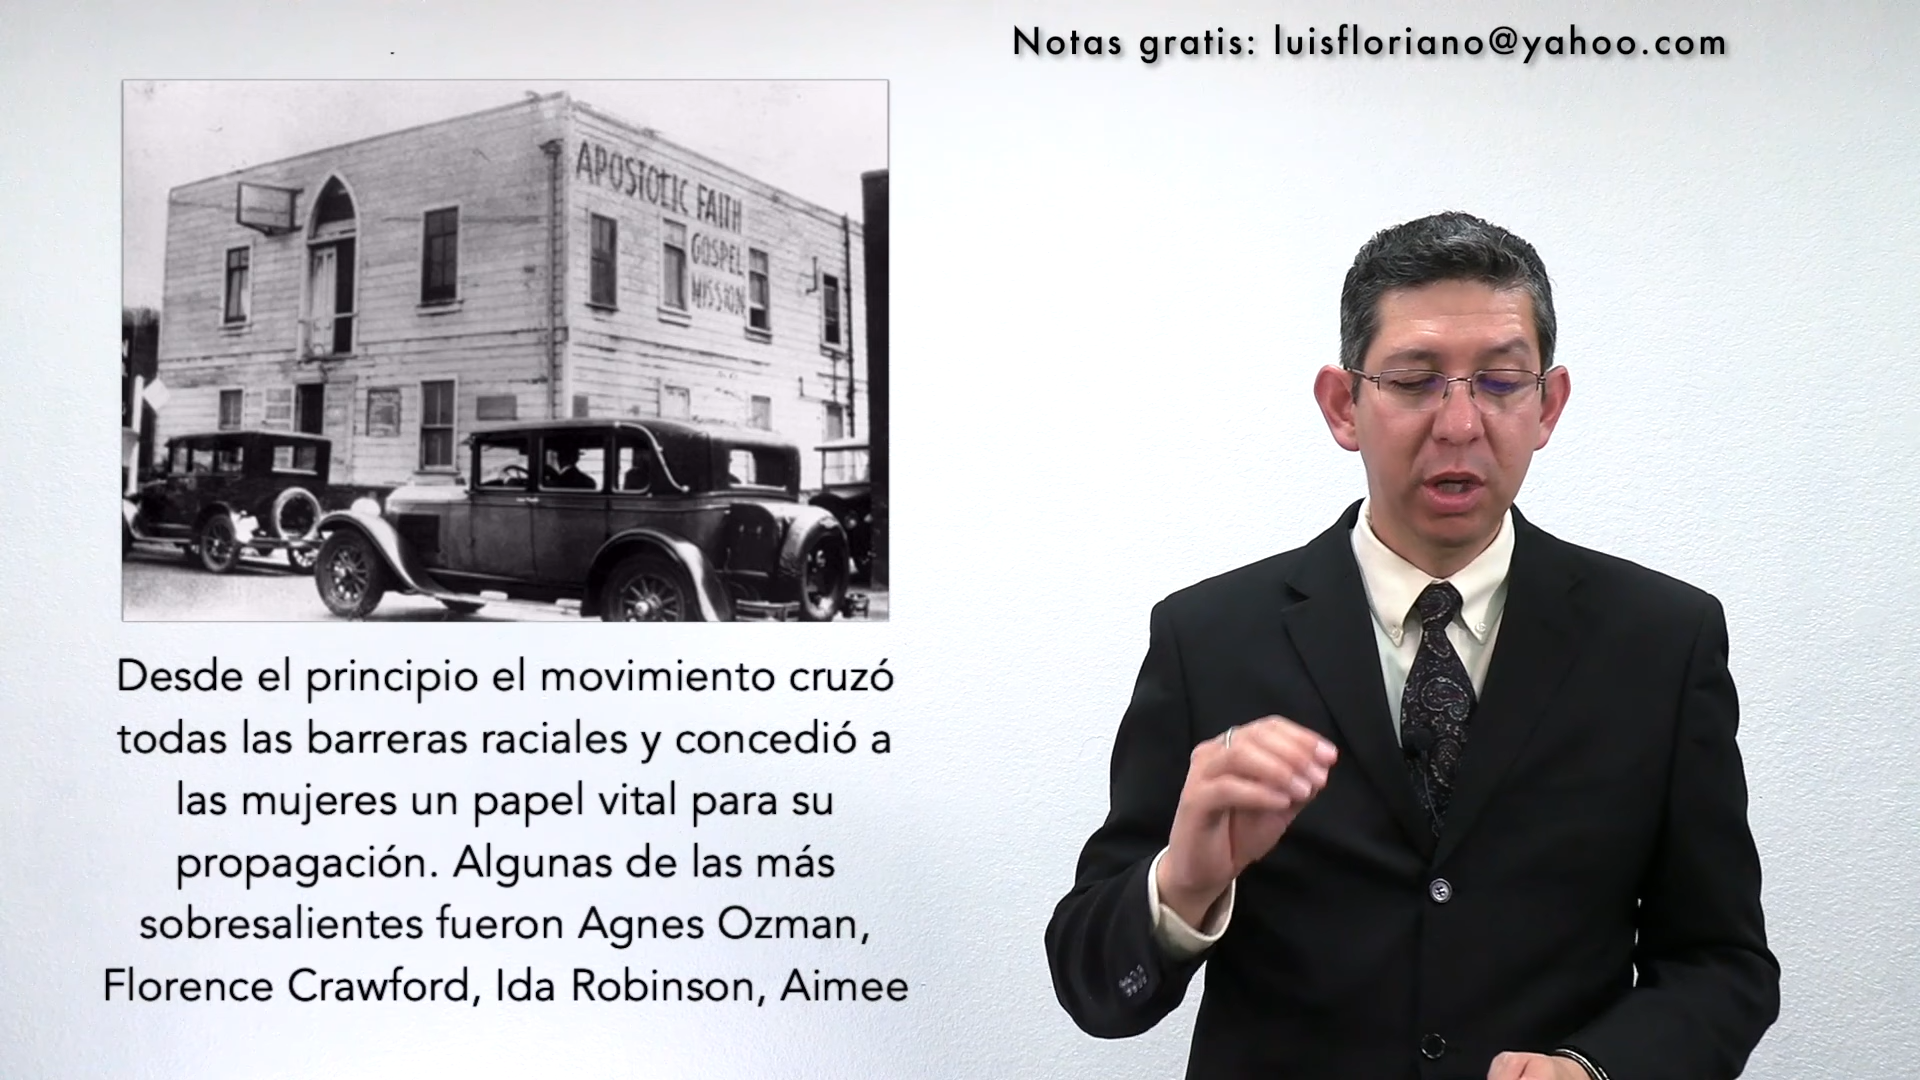 Notas gratis: luisfloriano@yahoo.com
APOSTOLIC FAITH
GOSPEL
MISSION
Desde el principio el movimiento cruzó
todas las barreras raciales y concedió a
las mujeres un papel vital para su
propagación. Algunas de las más
sobresalientes fueron Agnes Ozman,
Florence Crawford, Ida Robinson, Aimee